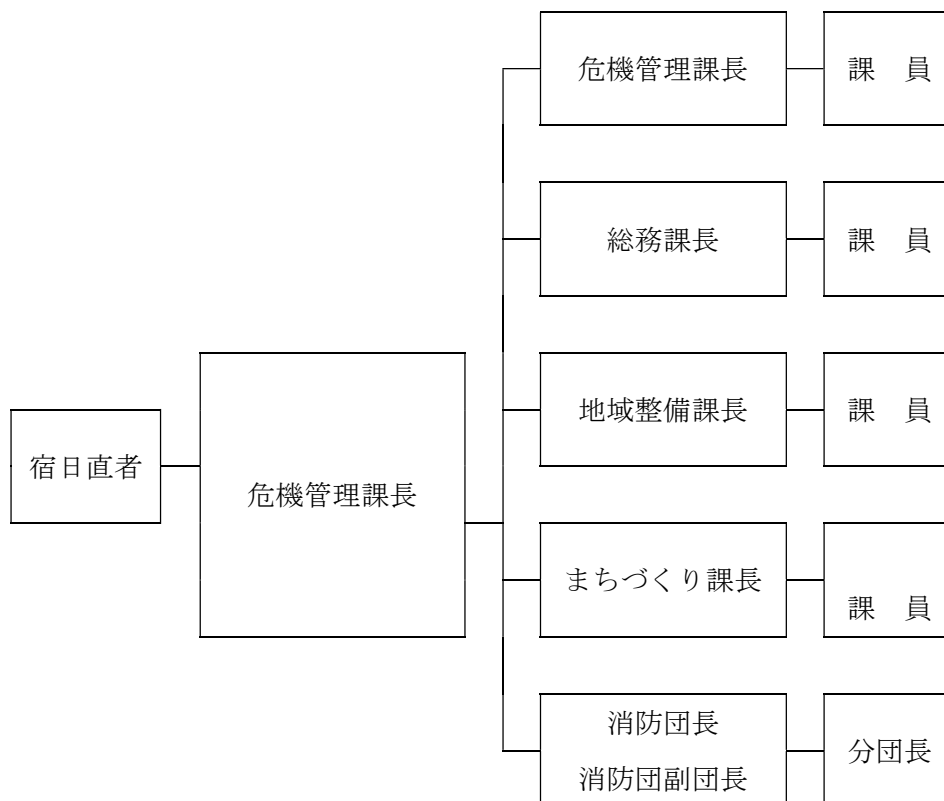 危機管理課長
課　員
総務課長
課　員
地域整備課長
課　員
宿日直者
危機管理課長
まちづくり課長
課　員
消防団長
消防団副団長
分団長